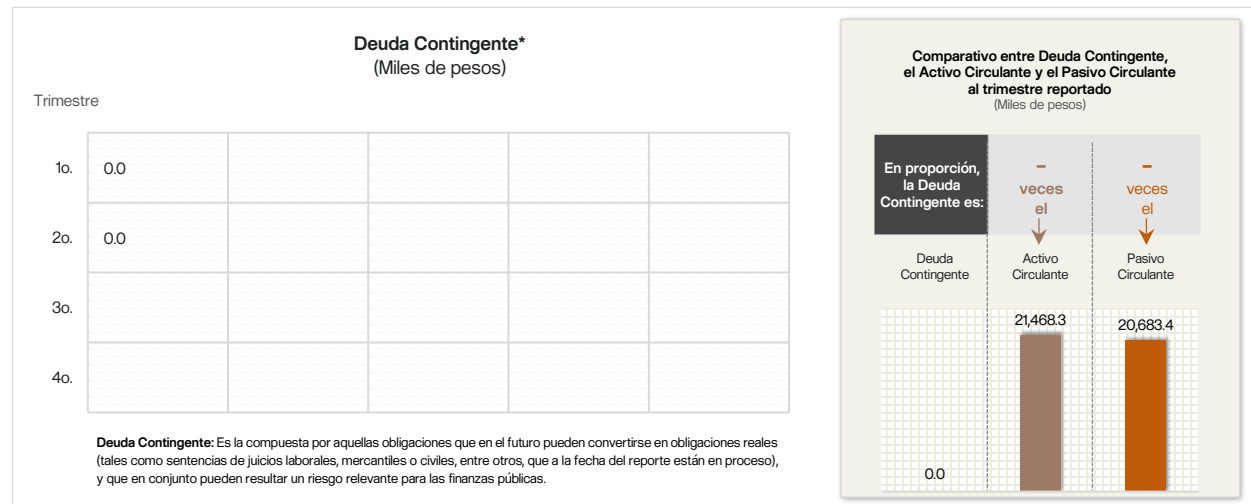 Deuda Contingente*
(Miles de pesos)
Trimestre
1o. 0.0
2o. 0.0
3o.
4o.
Deuda Contingente: Es la compuesta por aquellas obligaciones que en el futuro pueden convertirse en obligaciones reales
(tales como sentencias de juicios laborales, mercantiles o civiles, entre otros, que a la fecha del reporte están en proceso),
y que en conjunto pueden resultar un riesgo relevante para las finanzas públicas.
Comparativo entre Deuda Contingente,
el Activo Circulante y el Pasivo Circulante
al trimestre reportado
(Miles de pesos)
En proporción,
la Deuda
Contingente es:
–
veces
el
–
veces
el
Deuda
Contingente
Activo
Circulante
Pasivo
Circulante
21,468.3
20,683.4
0.0